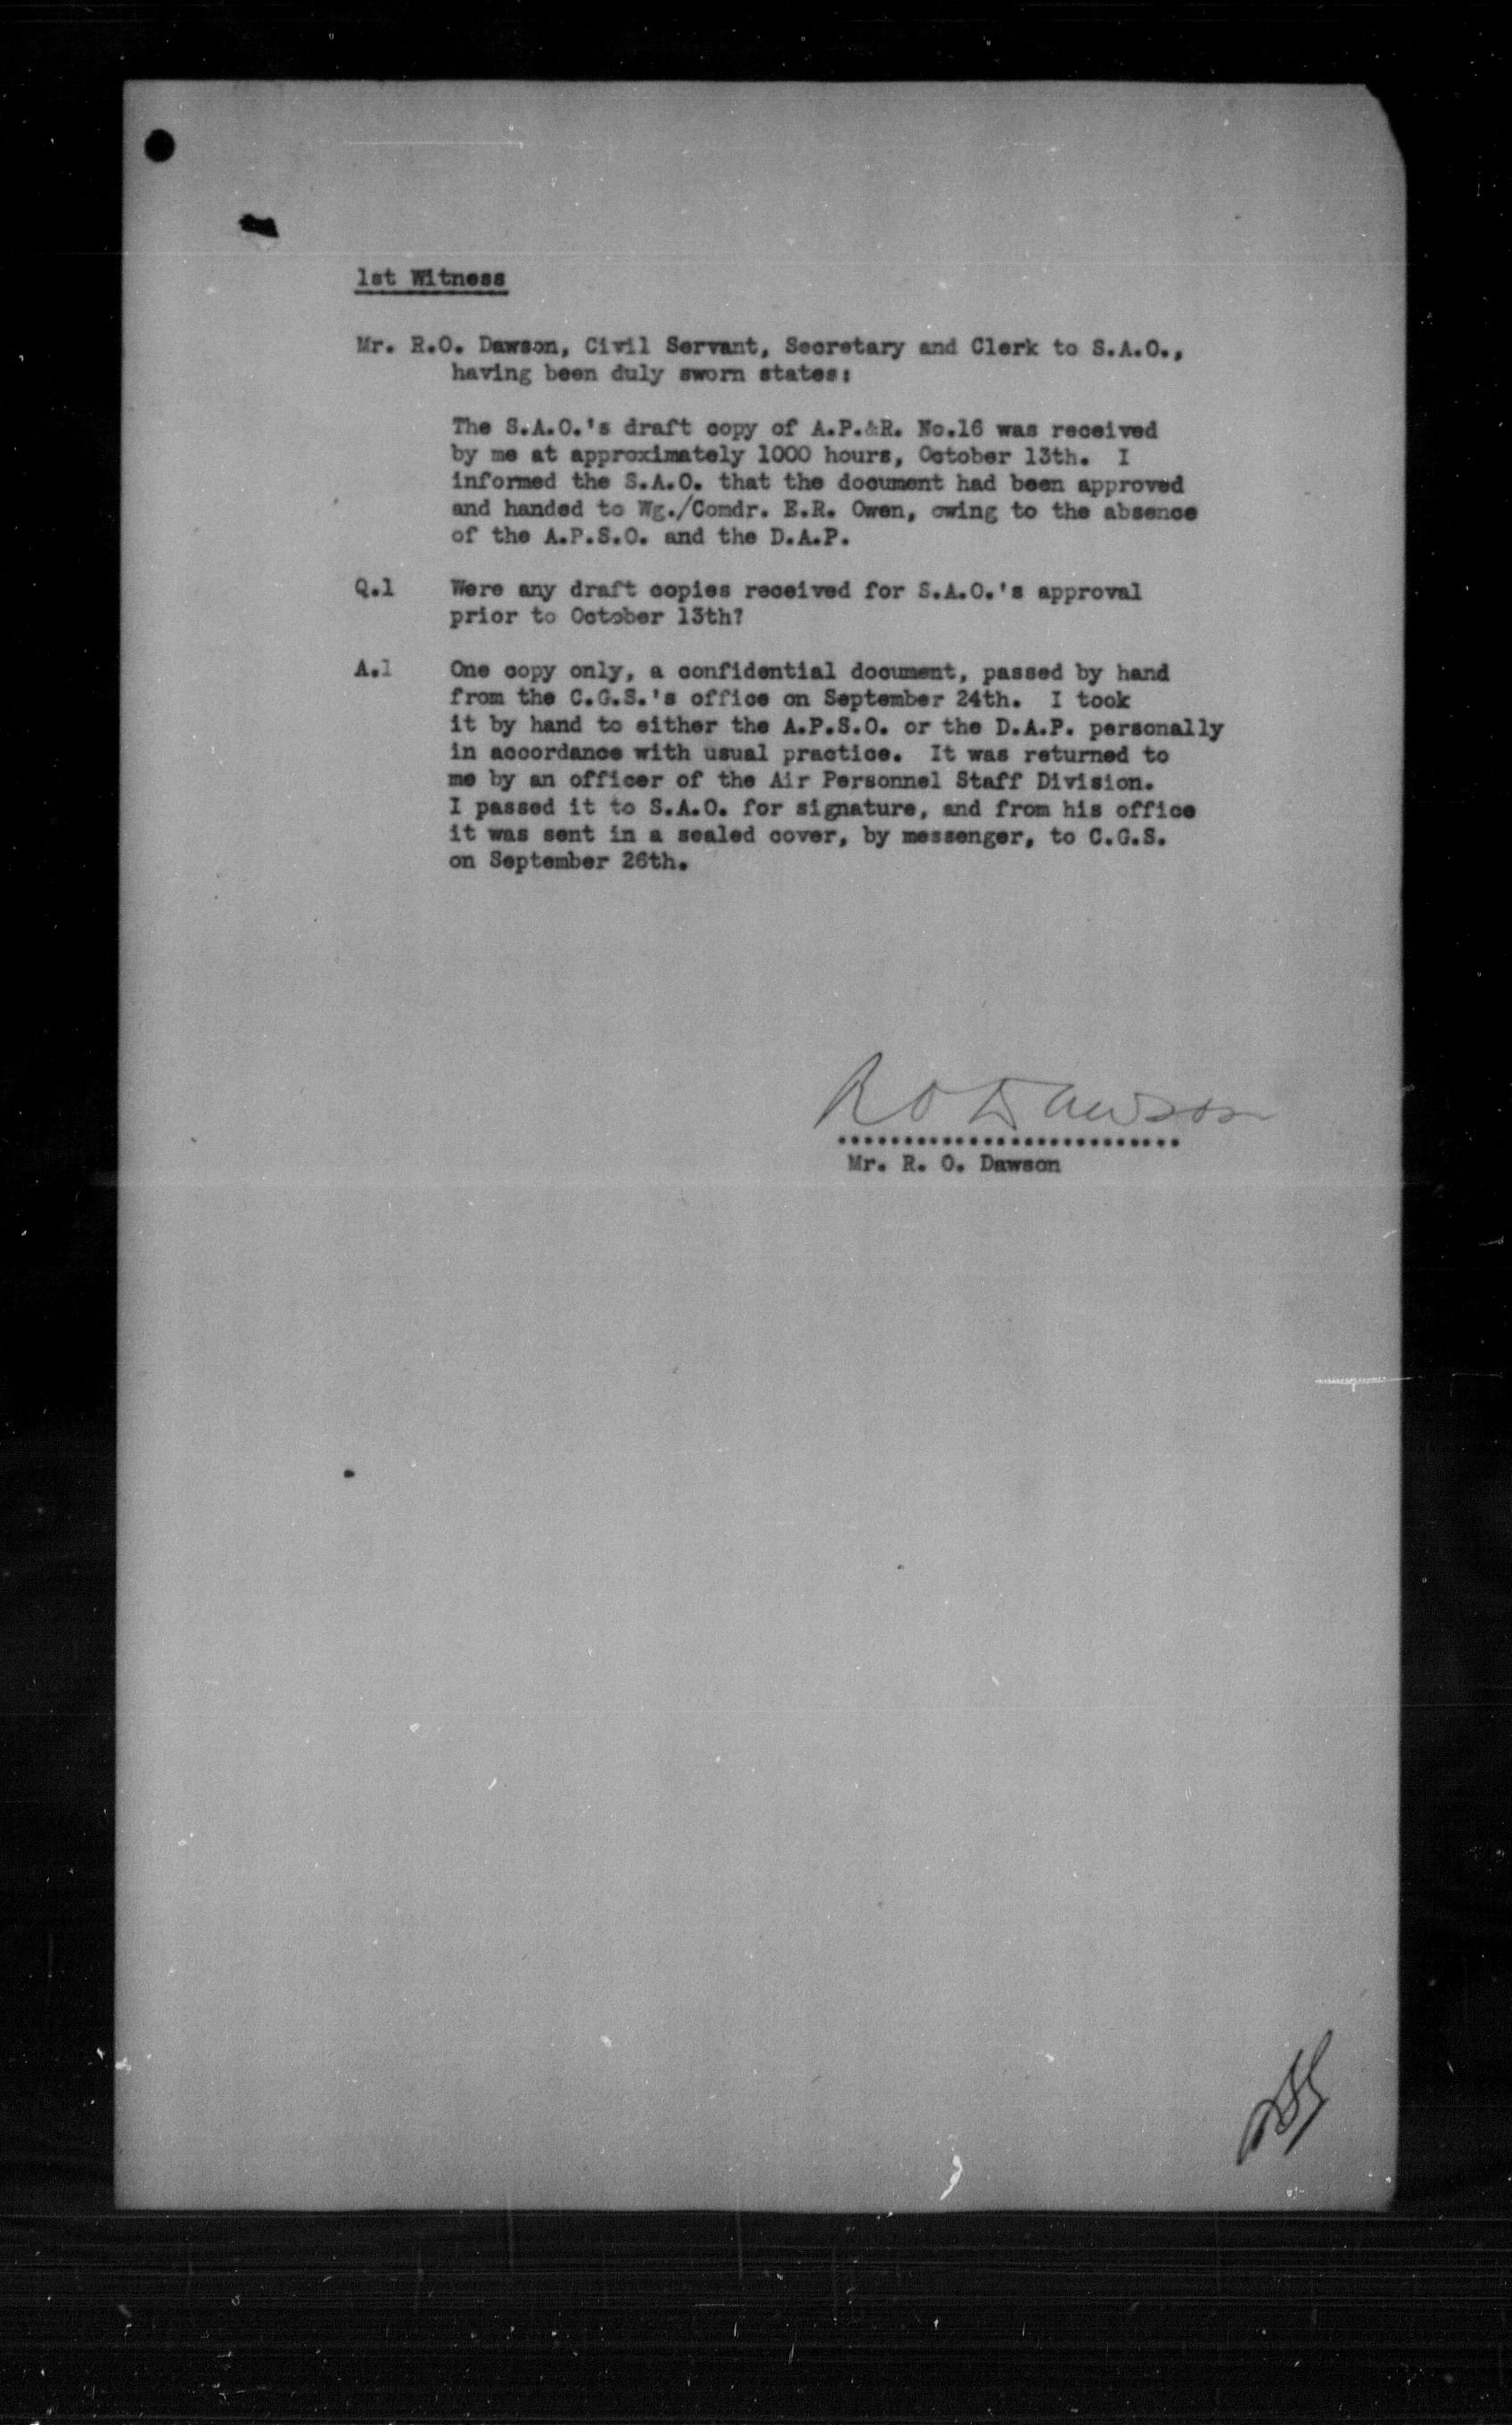 1st Witness
Mr. R.O. Dawson, Civil Servant, Secretary and Clerk to S.A.O.,
having been duly sworn states:
The S.A.O.'s draft copy of A.P.&R. No.16 was received
by me at approximately 1000 hours, October 13th. I
informed the S.A.O. that the document had been approved
and handed to Wg./Comdr. E.R. Owen, owing to the absence
of the A.P.S.O. and the D.A.P.
Q.1 Were any draft copies received for S.A.O.'s approval
prior to October 13th?
A.1 One copy only, a confidential document, passed by hand
from the C.G.S.'s office on September 24th. I took
it by hand to either the A.P.S.O. or the D.A.P. personally
in accordance with usual practice. It was returned to
me by an officer of the Air Personnel Staff Division.
I passed it to S.A.O. for signature, and from his office
it was sent in a sealed cover, by messenger, to C.G.S.
on September 26th.
R O Dawson
Mr. R. O. Dawson